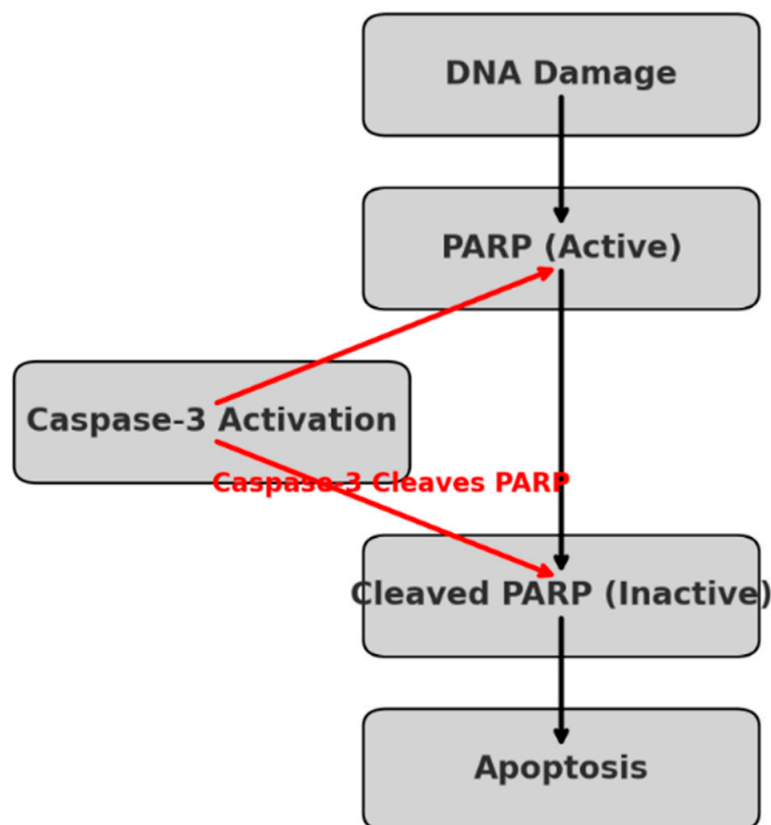 DNA Damage
PARP (Active)
Caspase-3 Activation
Caspase-3 Cleaves PARP
Cleaved PARP (Inactive)
Apoptosis